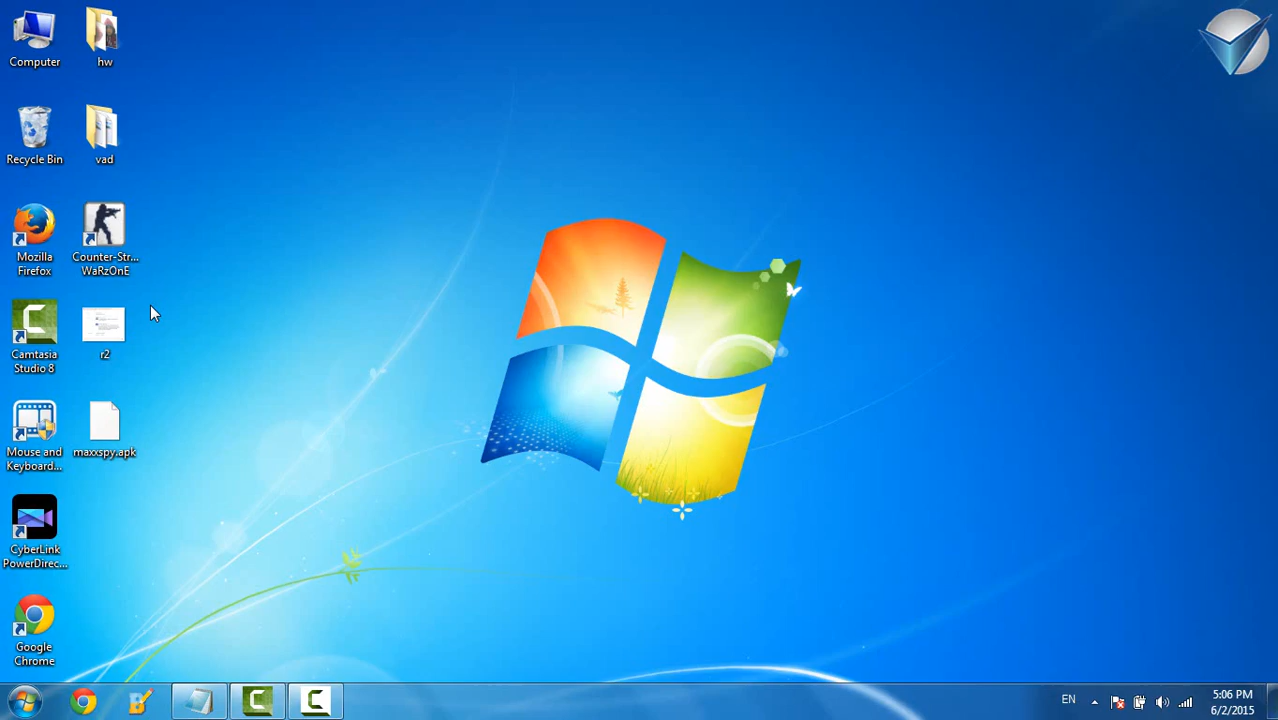 Computer
hw
Recycle Bin
vad
Mozilla
Firefox
Counter-Str...
WaRzOnE
Camtasia
Studio 8
r2
Mouse and
Keyboard...
maxxspy.apk
CyberLink
PowerDirec...
Google
Chrome
EN
5:06 PM
6/2/2015